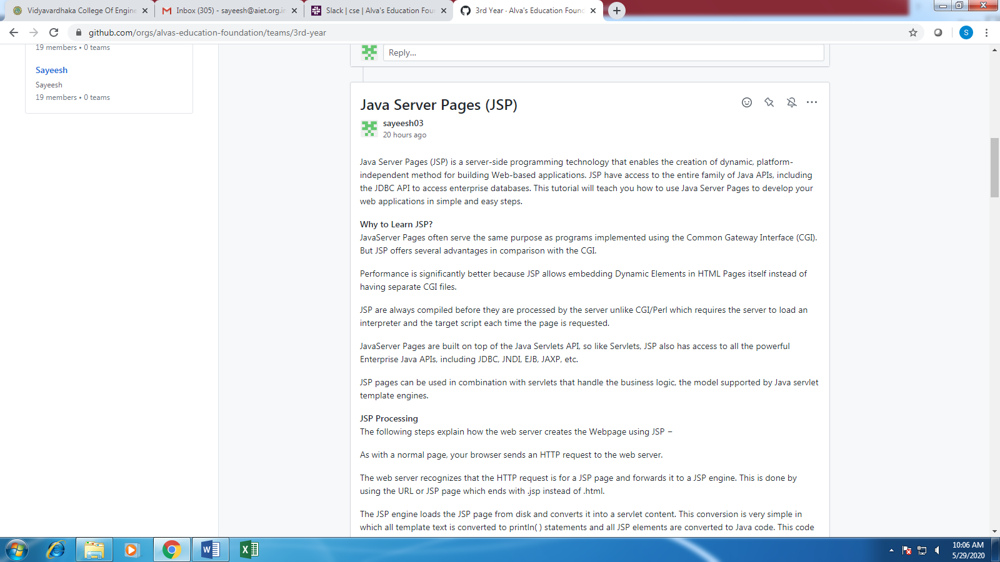 Vidyavardhaka College Of Engine
Inbox (305) - sayeesh@aiet.org.in
Slack | cse | Alva's Education Fou
3rd Year · Alva's Education Found
github.com/orgs/alvas-education-foundation/teams/3rd-year
S
19 members • 0 teams
Sayeesh
Sayeesh
19 members • 0 teams
Reply...
Java Server Pages (JSP)
sayeesh03
20 hours ago
Java Server Pages (JSP) is a server-side programming technology that enables the creation of dynamic, platform-
independent method for building Web-based applications. JSP have access to the entire family of Java APIs, including
the JDBC API to access enterprise databases. This tutorial will teach you how to use Java Server Pages to develop your
web applications in simple and easy steps.
Why to Learn JSP?
JavaServer Pages often serve the same purpose as programs implemented using the Common Gateway Interface (CGI).
But JSP offers several advantages in comparison with the CGI.
Performance is significantly better because JSP allows embedding Dynamic Elements in HTML Pages itself instead of
having separate CGI files.
JSP are always compiled before they are processed by the server unlike CGI/Perl which requires the server to load an
interpreter and the target script each time the page is requested.
JavaServer Pages are built on top of the Java Servlets API, so like Servlets, JSP also has access to all the powerful
Enterprise Java APIs, including JDBC, JNDI, EJB, JAXP, etc.
JSP pages can be used in combination with servlets that handle the business logic, the model supported by Java servlet
template engines.
JSP Processing
The following steps explain how the web server creates the Webpage using JSP −
As with a normal page, your browser sends an HTTP request to the web server.
The web server recognizes that the HTTP request is for a JSP page and forwards it to a JSP engine. This is done by
using the URL or JSP page which ends with .jsp instead of .html.
The JSP engine loads the JSP page from disk and converts it into a servlet content. This conversion is very simple in
which all template text is converted to println( ) statements and all JSP elements are converted to Java code. This code
10:06 AM
5/29/2020